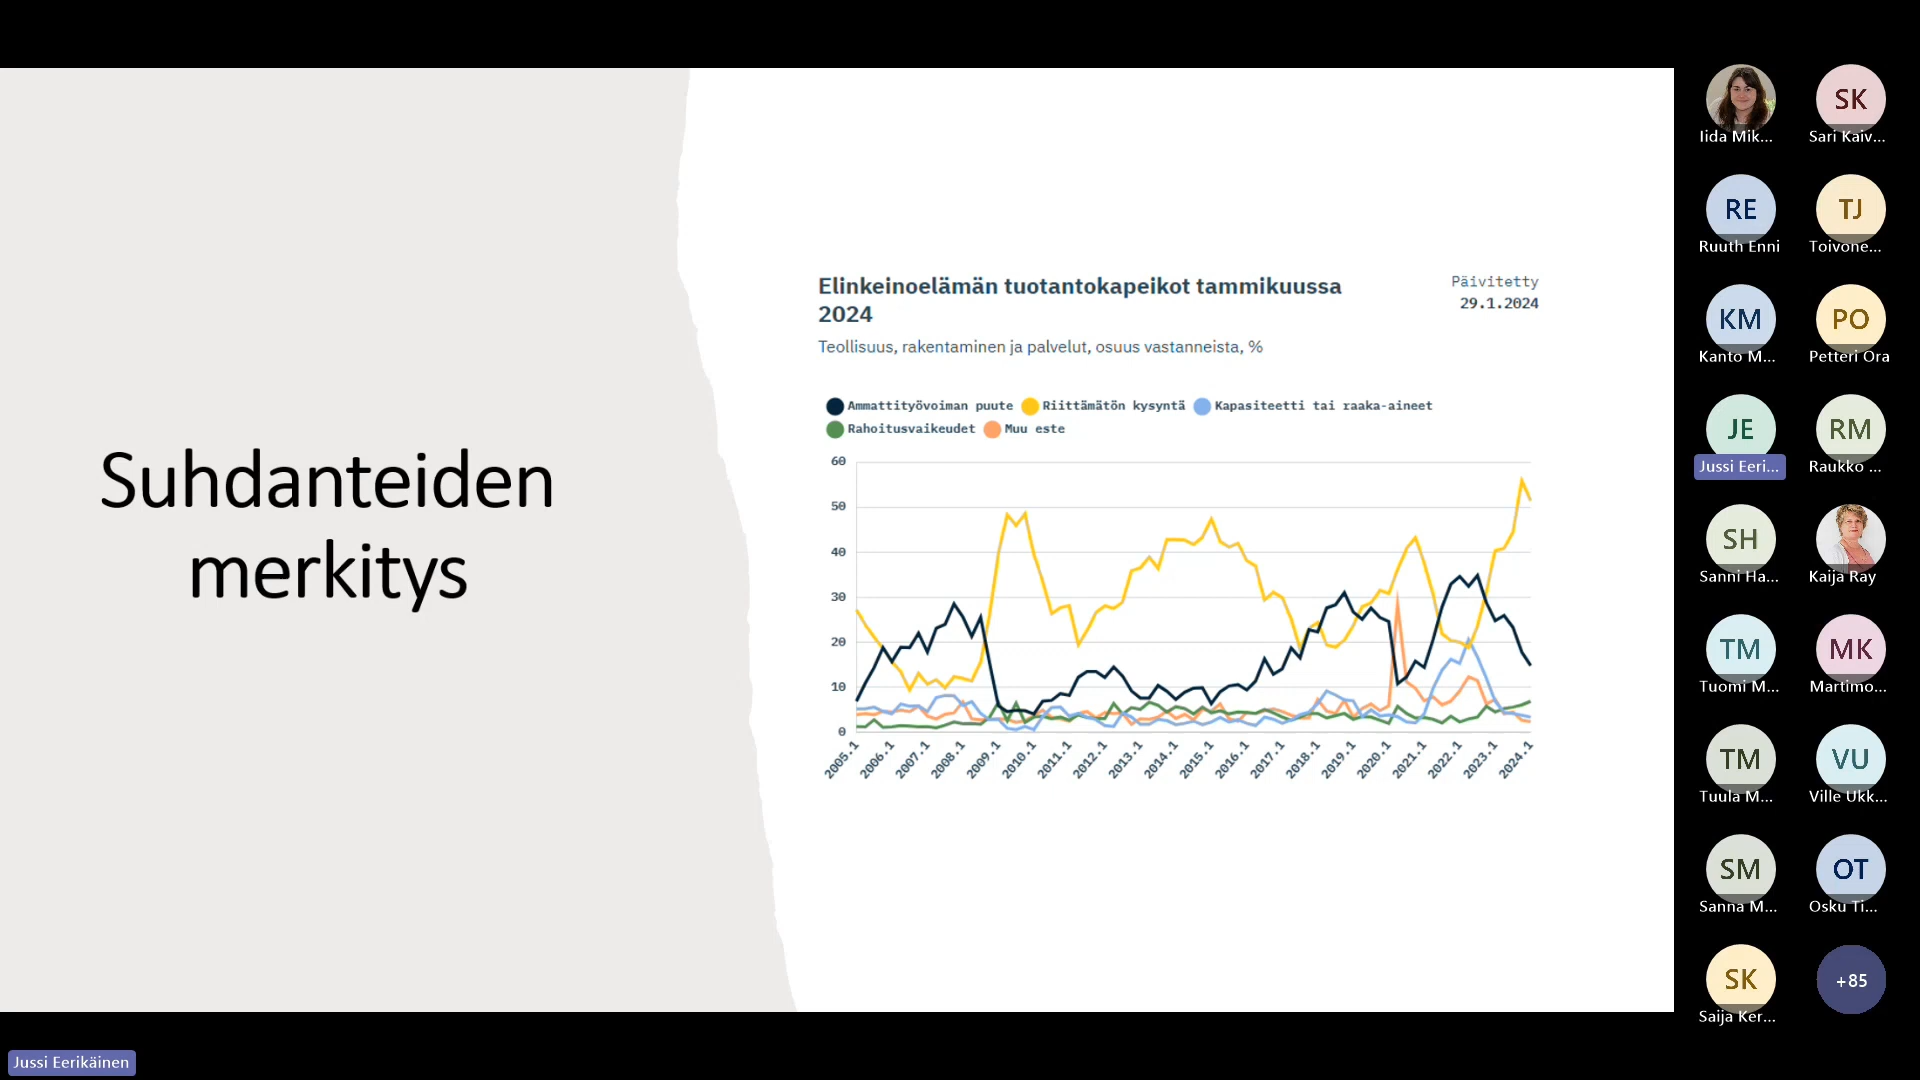 Suhdanteiden
merkitys
Elinkeinoelämän tuotantokapeikot tammikuussa
2024
Päivitetty
29.1.2024
Teollisuus, rakentaminen ja palvelut, osuus vastanneista, %
Ammattityövoiman puute Riittämätön kysyntä Kapasiteetti tai raaka-aineet
Rahoitusvaikeudet Muu este
60
50
40
30
20
10
0
2005.1 2006.1 2007.1 2008.1 2009.1 2010.1 2011.1 2012.1 2013.1 2014.1 2015.1 2016.1 2017.1 2018.1 2019.1 2020.1 2021.1 2022.1 2023.1 2024.1
SK
Iida Mik... Sari Kaiv...
RE TJ
Ruuth Enni Toivone...
KM PO
Kanto M... Petteri Ora
JE RM
Jussi Eeri... Raukko ...
SH
Sanni Ha... Kaija Ray
TM MK
Tuomi M... Martimo...
TM VU
Tuula M... Ville Ukk...
SM OT
Sanna M... Osku Ti...
SK +85
Saija Ker...
Jussi Eerikäinen